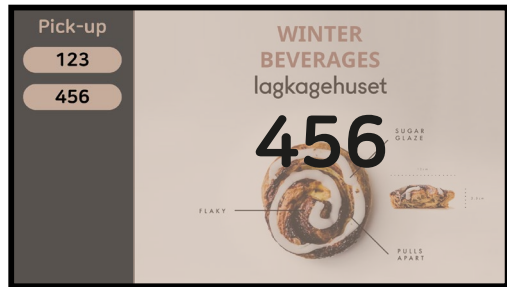 Pick-up
123
456
WINTER
BEVERAGES
lagkagehuset
456
SUGAR
GLAZE
FLAKY
PULLS
APART